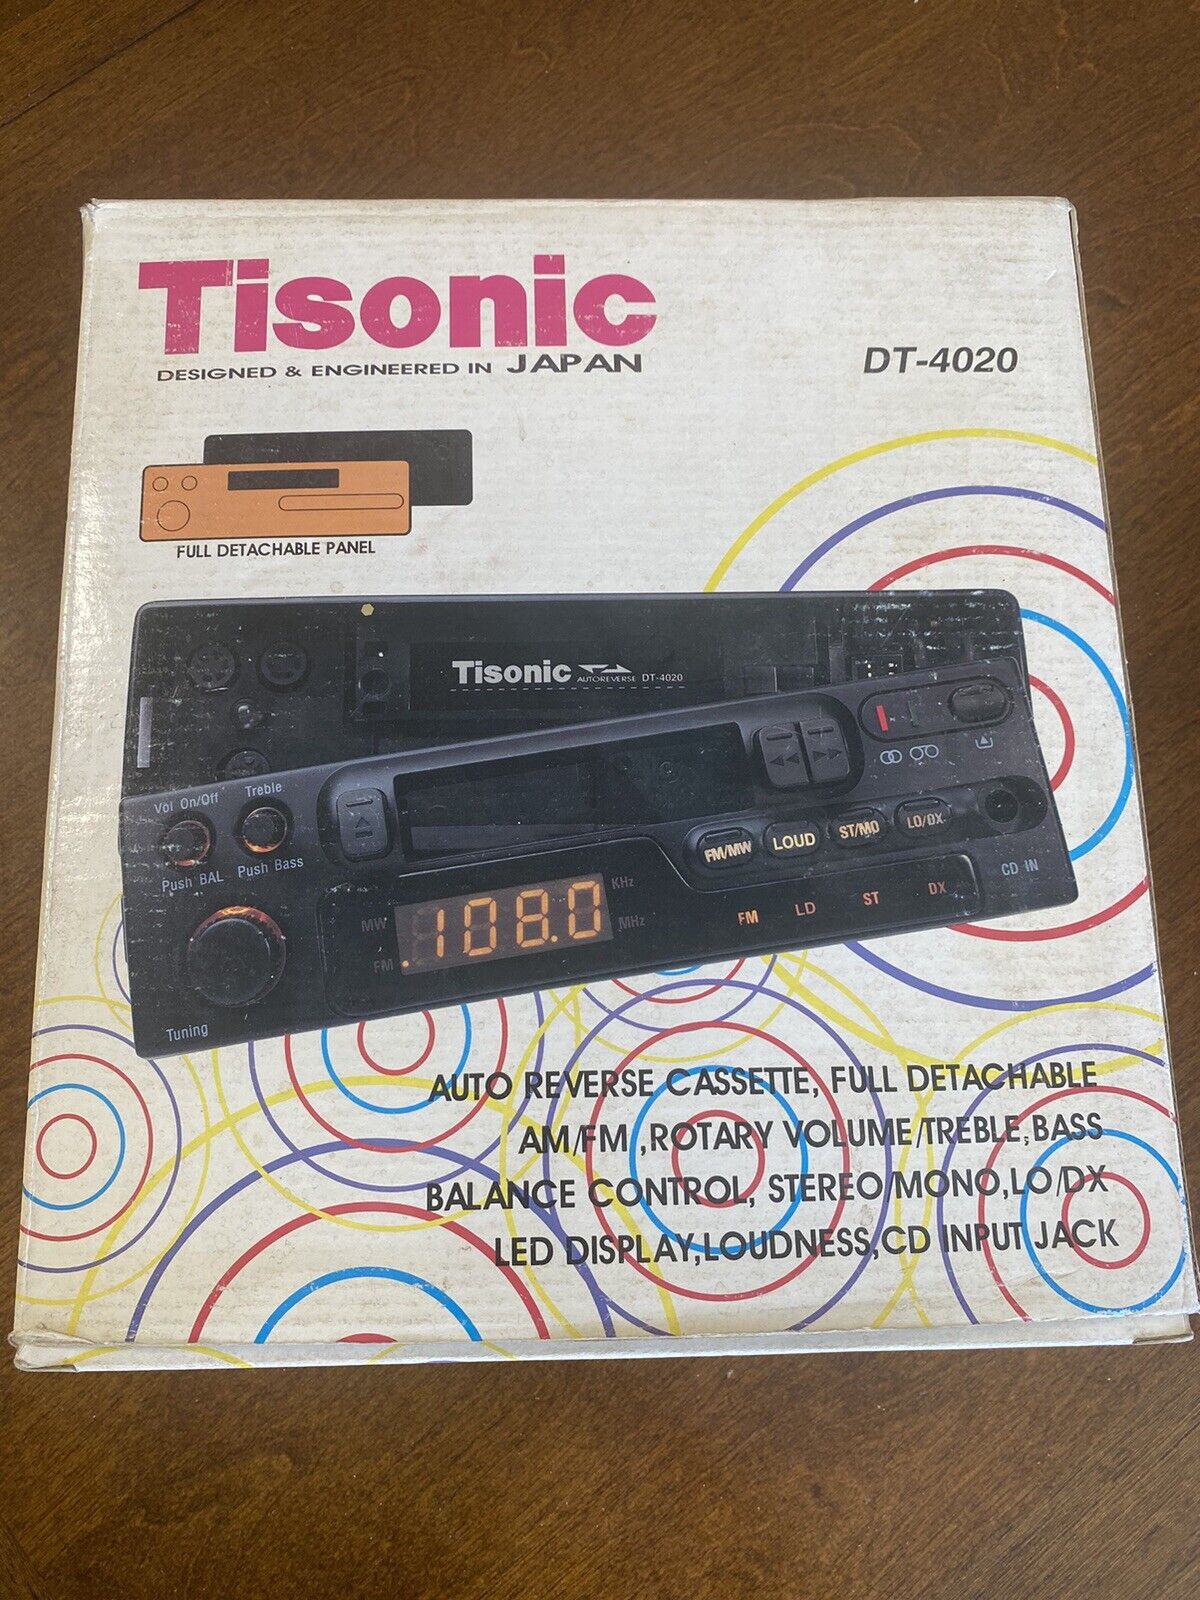 Tisonic
DESIGNED & ENGINEERED IN JAPAN
DT-4020
FULL DETACHABLE PANEL
Tisonic AUTOREVERSE DT-4020
Vol On/Off Treble
Push BAL Push Bass
FM/MW LOUD ST/MO LO/DX
CD IN
MW .108.0 KHz
FM MHz
FM LD ST DX
Tuning
AUTO REVERSE CASSETTE, FULL DETACHABLE
AM/FM ,ROTARY VOLUME/TREBLE,BASS
BALANCE CONTROL, STEREO MONO,LO/DX
LED DISPLAY,LOUDNESS,CD INPUT JACK